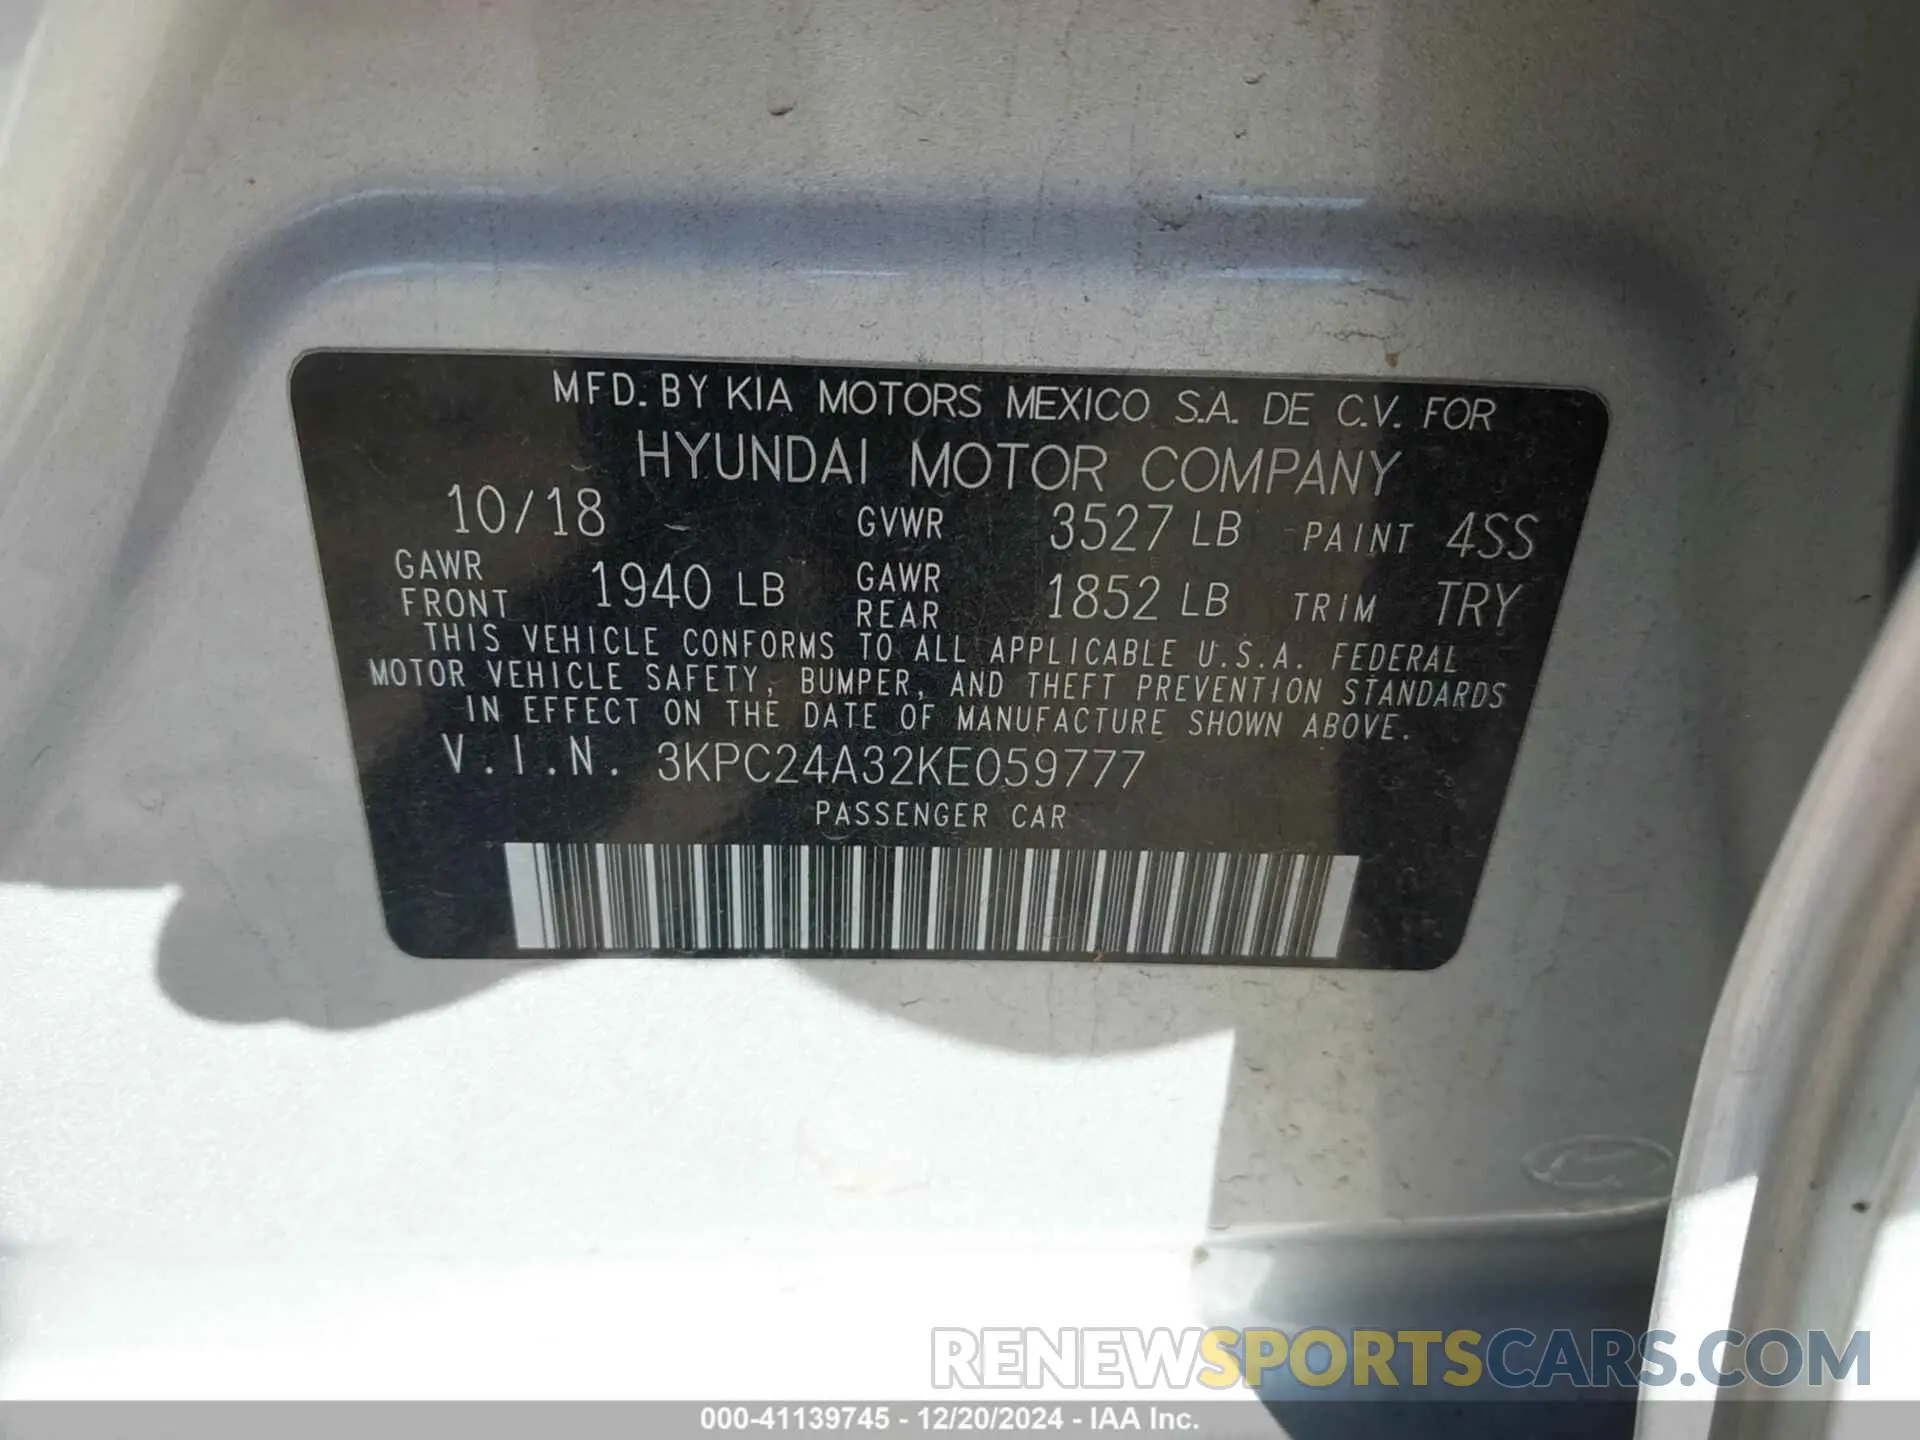 MFD. BY KIA MOTORS MEXICO S.A. DE C.V. FOR
HYUNDAI MOTOR COMPANY
10/18 GVWR 3527 LB PAINT 4SS
GAWR FRONT 1940 LB GAWR REAR 1852 LB TRIM TRY
THIS VEHICLE CONFORMS TO ALL APPLICABLE U.S.A. FEDERAL
MOTOR VEHICLE SAFETY, BUMPER, AND THEFT PREVENTION STANDARDS
IN EFFECT ON THE DATE OF MANUFACTURE SHOWN ABOVE.
V.I.N. 3KPC24A32KE059777
PASSENGER CAR
RENEWSPORTSCARS.COM
000-41139745 - 12/20/2024 - IAA Inc.